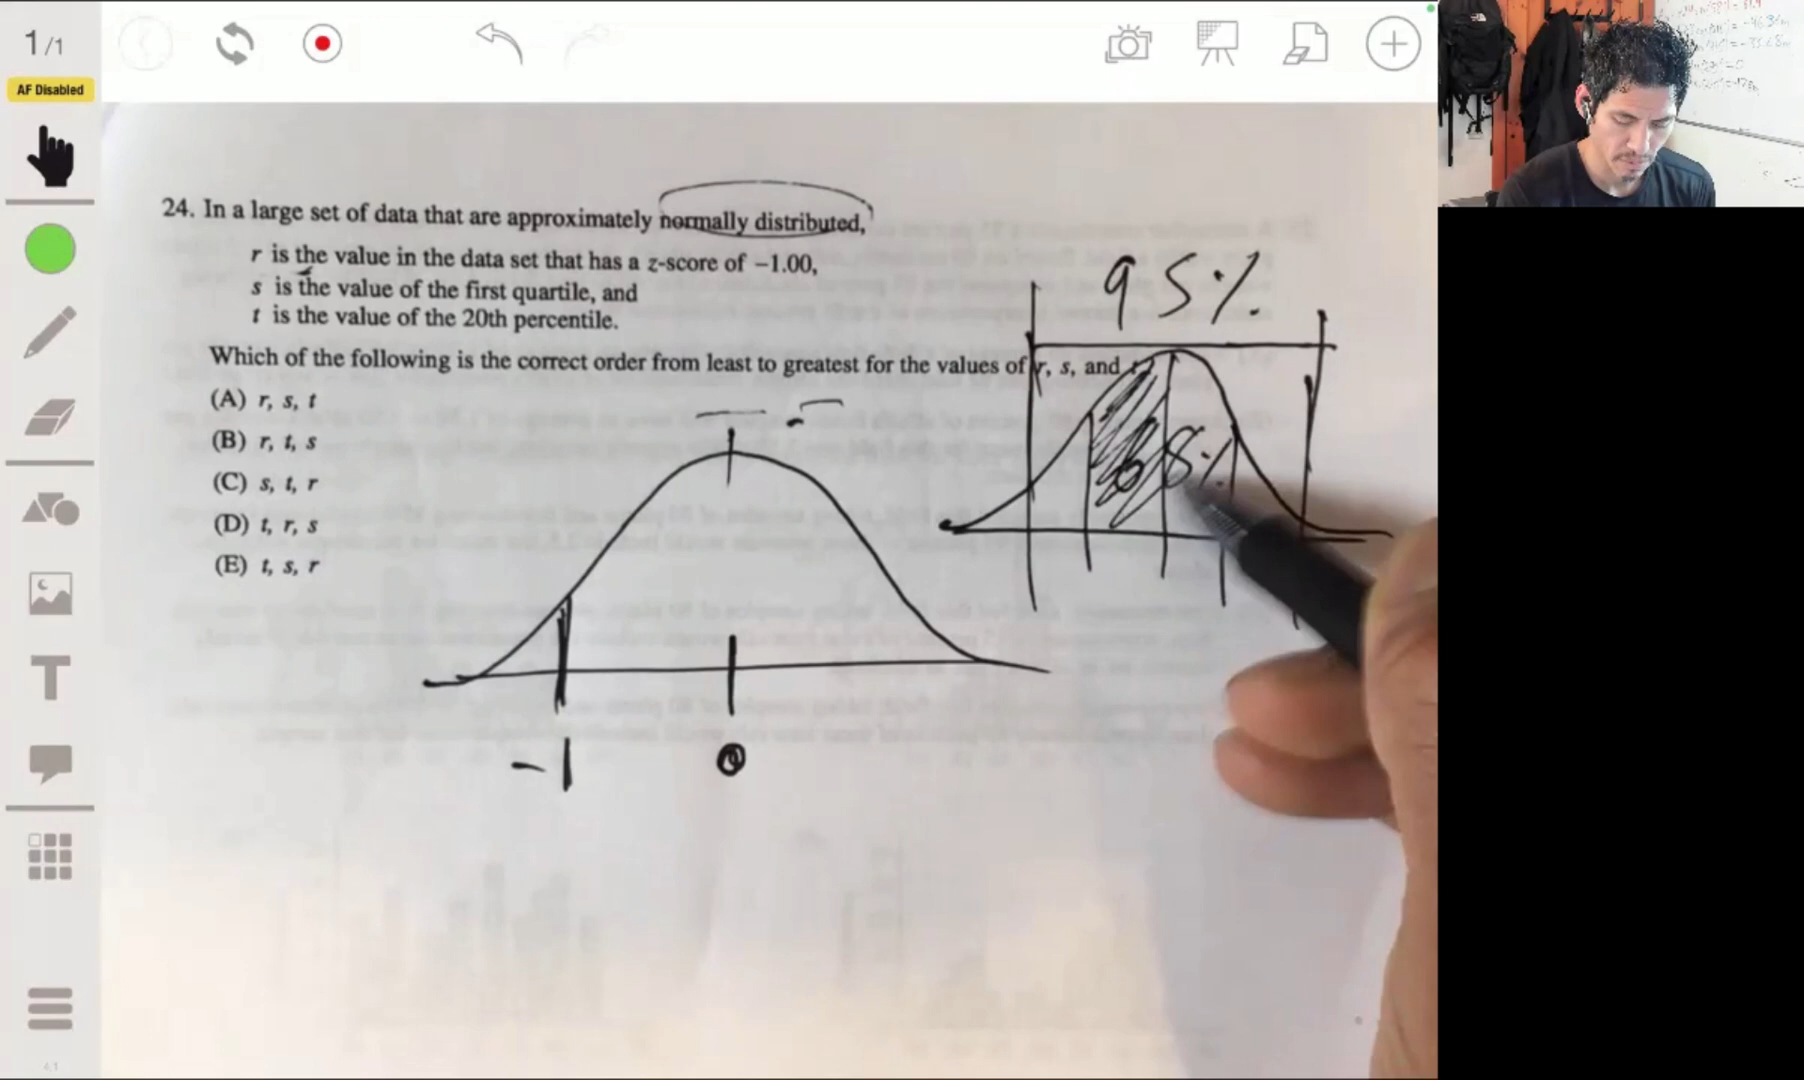 1/1
AF Disabled
24. In a large set of data that are approximately normally distributed,
r is the value in the data set that has a z-score of −1.00,
s is the value of the first quartile, and
t is the value of the 20th percentile.
Which of the following is the correct order from least to greatest for the values of r, s, and t?
(A) r, s, t
(B) r, t, s
(C) s, t, r
(D) t, r, s
(E) t, s, r
95%
68%
-1
0
T